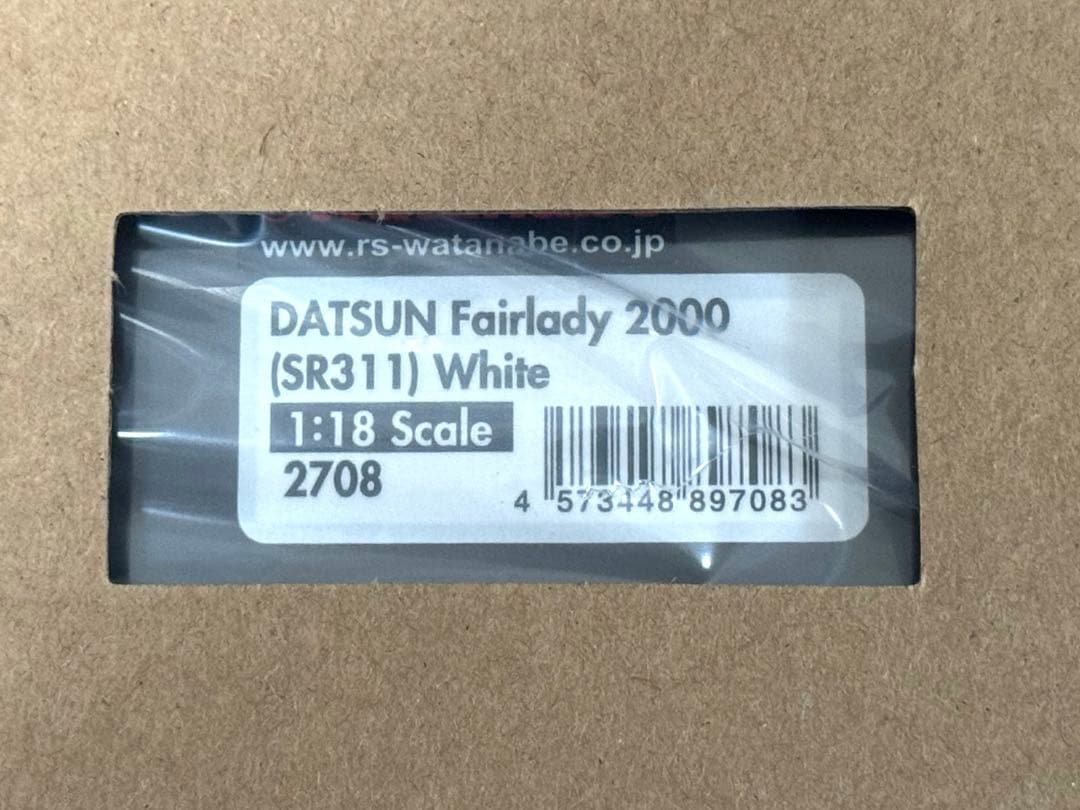 www.rs-watanabe.co.jp
DATSUN Fairlady 2000
(SR311) White
1:18 Scale
2708
4 573448 897083